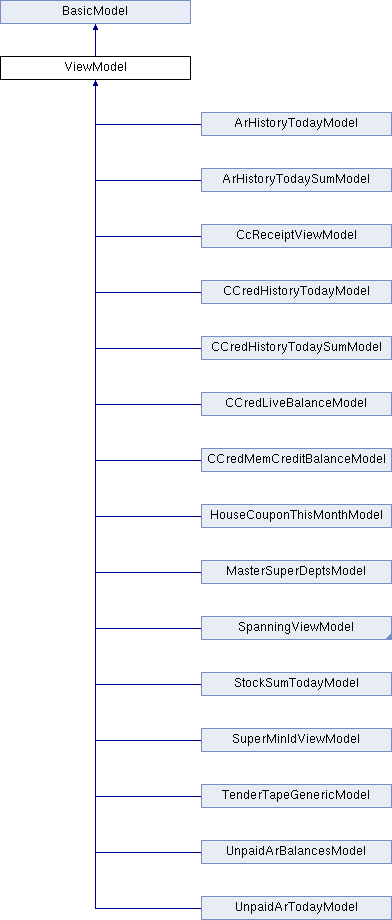 BasicModel
ViewModel
ArHistoryTodayModel
ArHistoryTodaySumModel
CcReceiptViewModel
CCredHistoryTodayModel
CCredHistoryTodaySumModel
CCredLiveBalanceModel
CCredMemCreditBalanceModel
HouseCouponThisMonthModel
MasterSuperDeptsModel
SpanningViewModel
StockSumTodayModel
SuperMinIdViewModel
TenderTapeGenericModel
UnpaidArBalancesModel
UnpaidArTodayModel